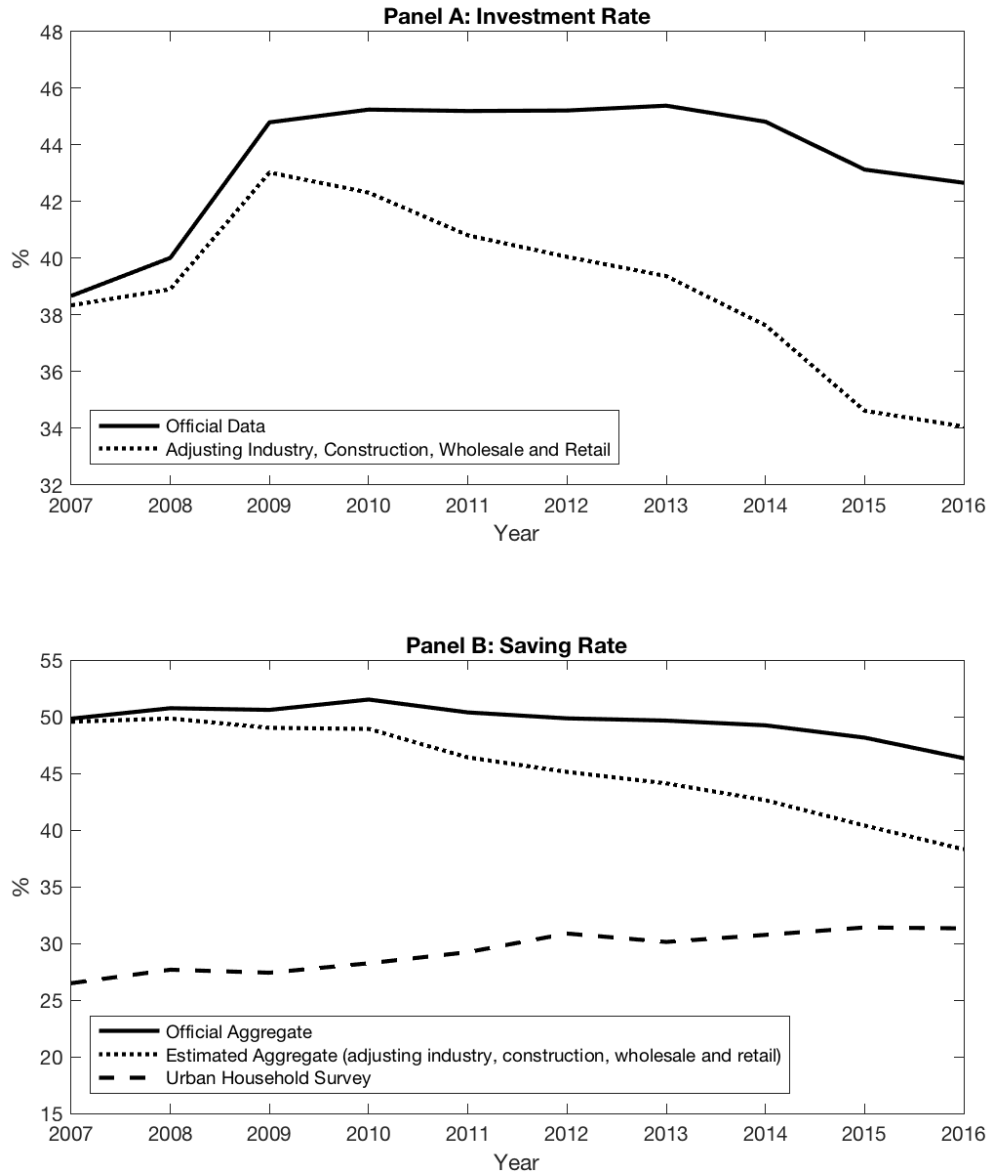 Panel A: Investment Rate
48
46
44
42
40
38
36
34
32
%
Official Data
Adjusting Industry, Construction, Wholesale and Retail
2007 2008 2009 2010 2011 2012 2013 2014 2015 2016
Year
Panel B: Saving Rate
55
50
45
40
35
30
25
20
15
%
Official Aggregate
Estimated Aggregate (adjusting industry, construction, wholesale and retail)
Urban Household Survey
2007 2008 2009 2010 2011 2012 2013 2014 2015 2016
Year